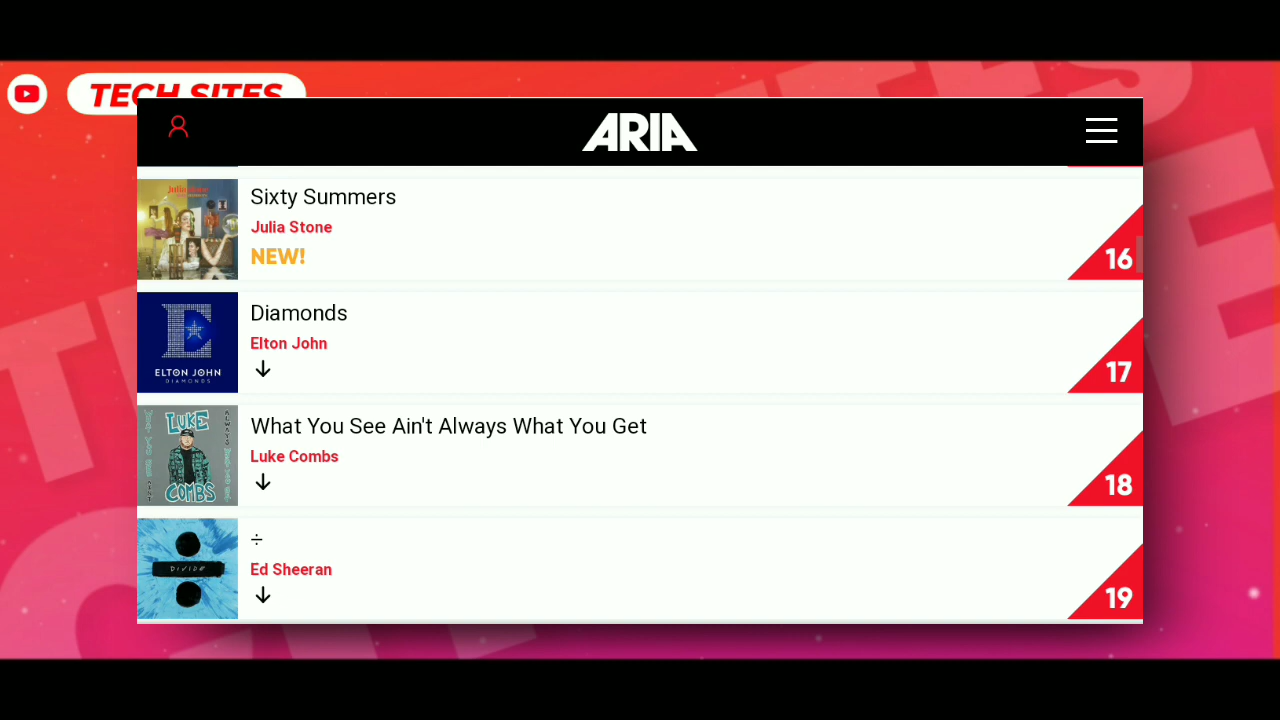 TECH SITES
ARIA
Sixty Summers
Julia Stone
NEW!
16
Diamonds
Elton John
17
ELTON JOHN
DIAMONDS
What You See Ain't Always What You Get
Luke Combs
18
LUKE
COMBS
÷
Ed Sheeran
19
DIVIDE